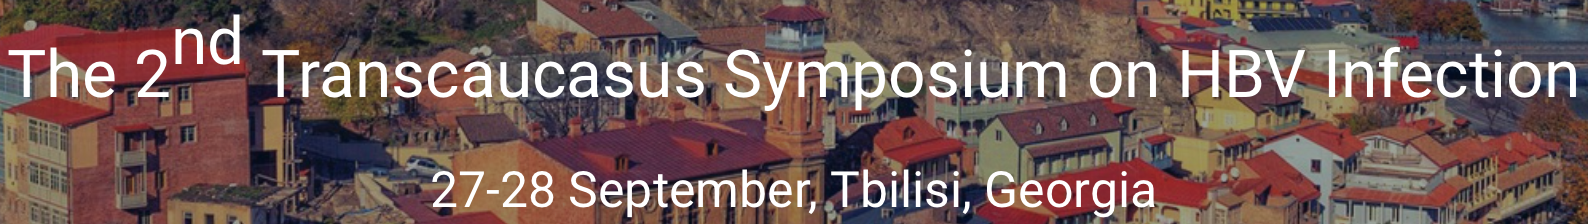 The 2nd Transcaucasus Symposium on HBV Infection
27-28 September, Tbilisi, Georgia